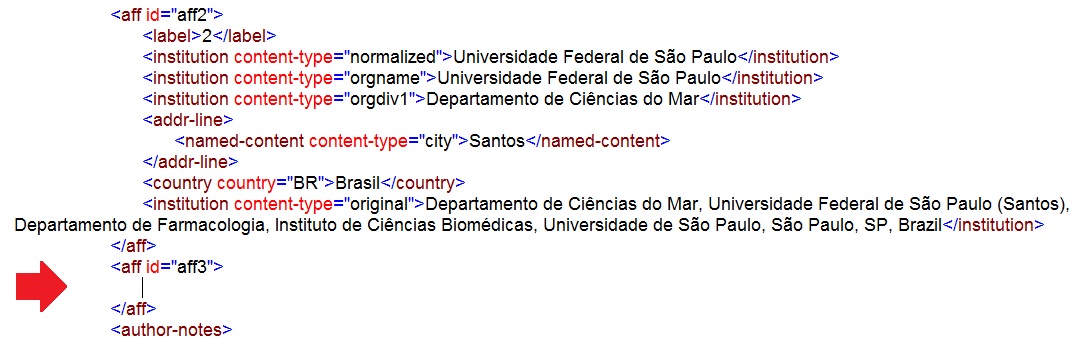 <aff id="aff2">
<label>2</label>
<institution content-type="normalized">Universidade Federal de São Paulo</institution>
<institution content-type="orgname">Universidade Federal de São Paulo</institution>
<institution content-type="orgdiv1">Departamento de Ciências do Mar</institution>
<addr-line>
<named-content content-type="city">Santos</named-content>
</addr-line>
<country country="BR">Brasil</country>
<institution content-type="original">Departamento de Ciências do Mar, Universidade Federal de São Paulo (Santos),
Departamento de Farmacologia, Instituto de Ciências Biomédicas, Universidade de São Paulo, São Paulo, SP, Brazil</institution>
</aff>
<aff id="aff3">
</aff>
<author-notes>